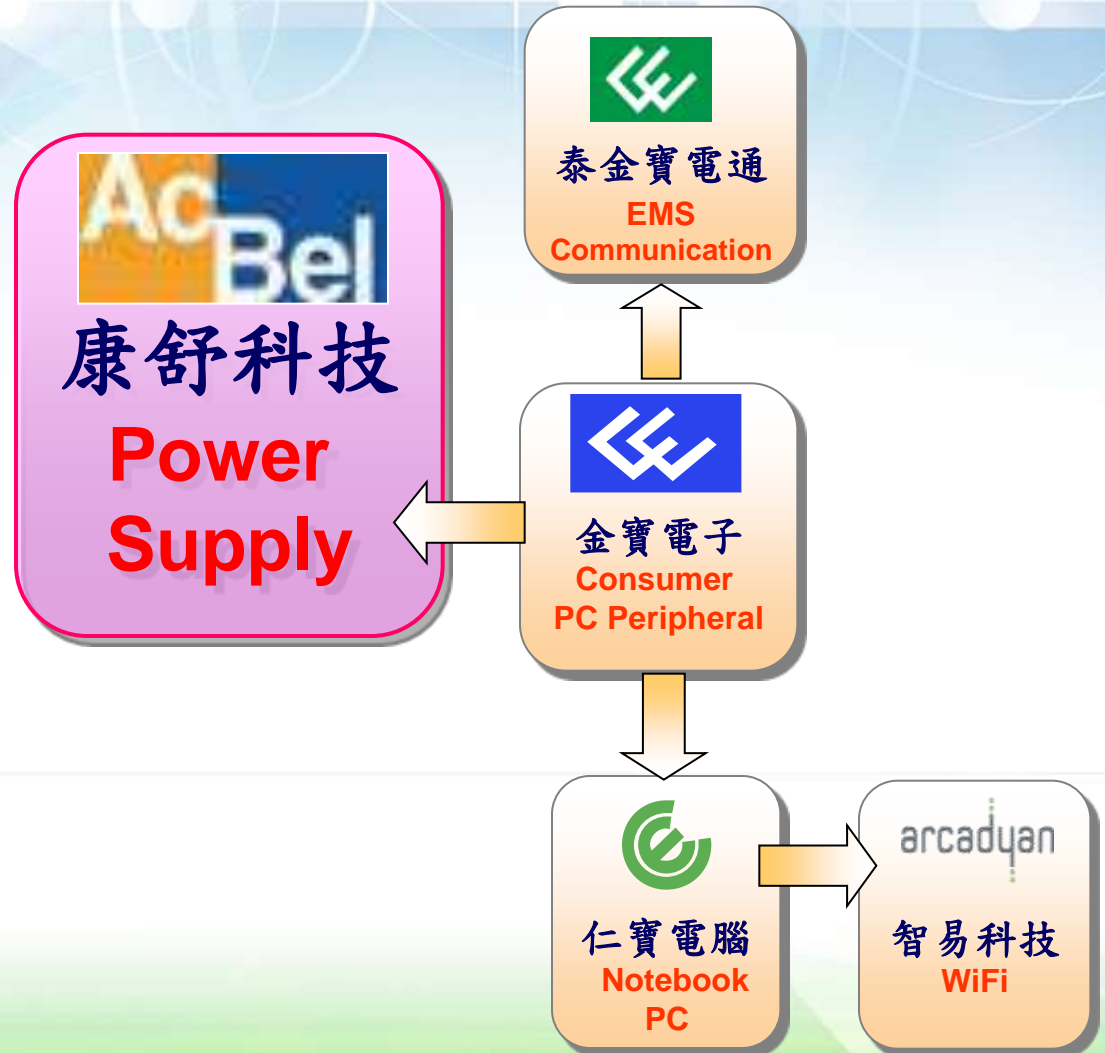 泰金寶電通
EMS
Communication
AcBel
康舒科技
Power
Supply
金寶電子
Consumer
PC Peripheral
仁寶電腦
Notebook
PC
arcadyan
智易科技
WiFi